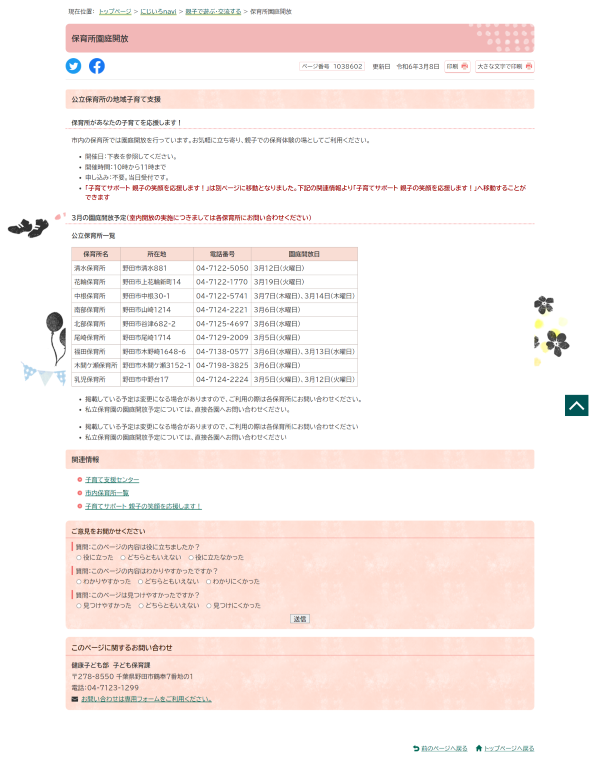 現在位置： トップページ > にじいろnavi > 親子で遊ぶ・交流する > 保育所園庭開放
保育所園庭開放
ページ番号 1038602 更新日 令和6年3月8日 印刷 大きな文字で印刷
公立保育所の地域子育て支援
保育所があなたの子育てを応援します！
市内の保育所では園庭開放を行っています。お気軽に立ち寄り、親子での保育体験の場としてご利用ください。
開催日：下表を参照してください。
開催時間：10時から11時まで
申し込み：不要。当日受付です。
「子育てサポート 親子の笑顔を応援します！」は別ページに移動となりました。下記の関連情報より「子育てサポート 親子の笑顔を応援します！」へ移動することが
できます
3月の園庭開放予定（室内開放の実施につきましては各保育所にお問い合わせください）
公立保育所一覧
保育所名 所在地 電話番号 園庭開放日
清水保育所 野田市清水881 04-7122-5050 3月12日（火曜日）
花輪保育所 野田市上花輪新町14 04-7122-1770 3月19日（火曜日）
中根保育所 野田市中根30-1 04-7122-5741 3月7日（木曜日）、3月14日（木曜日）
南部保育所 野田市山崎1214 04-7124-2221 3月6日（水曜日）
北部保育所 野田市谷津682-2 04-7125-4697 3月6日（水曜日）
尾崎保育所 野田市尾崎1714 04-7129-2009 3月5日（火曜日）
福田保育所 野田市木野崎1648-6 04-7138-0577 3月6日（水曜日）、3月13日（水曜日）
木間ケ瀬保育所 野田市木間ケ瀬3152-1 04-7198-3825 3月6日（水曜日）
乳児保育所 野田市中野台17 04-7124-2224 3月5日（火曜日）、3月12日（火曜日）
掲載している予定は変更になる場合がありますので、ご利用の際は各保育所にお問い合わせください。
私立保育園の園庭開放予定については、直接各園へお問い合わせください。
掲載している予定は変更になる場合がありますので、ご利用の際は各保育所にお問い合わせください
私立保育園の園庭開放予定については、直接各園へお問い合わせください
関連情報
子育て支援センター
市内保育所一覧
子育てサポート 親子の笑顔を応援します！
ご意見をお聞かせください
質問：このページの内容は役に立ちましたか？
役に立った どちらともいえない 役に立たなかった
質問：このページの内容はわかりやすかったですか？
わかりやすかった どちらともいえない わかりにくかった
質問：このページは見つけやすかったですか？
見つけやすかった どちらともいえない 見つけにくかった
送信
このページに関するお問い合わせ
健康子ども部 子ども保育課
〒278-8550 千葉県野田市鶴奉7番地の1
電話：04-7123-1299
お問い合わせは専用フォームをご利用ください。
前のページへ戻る トップページへ戻る